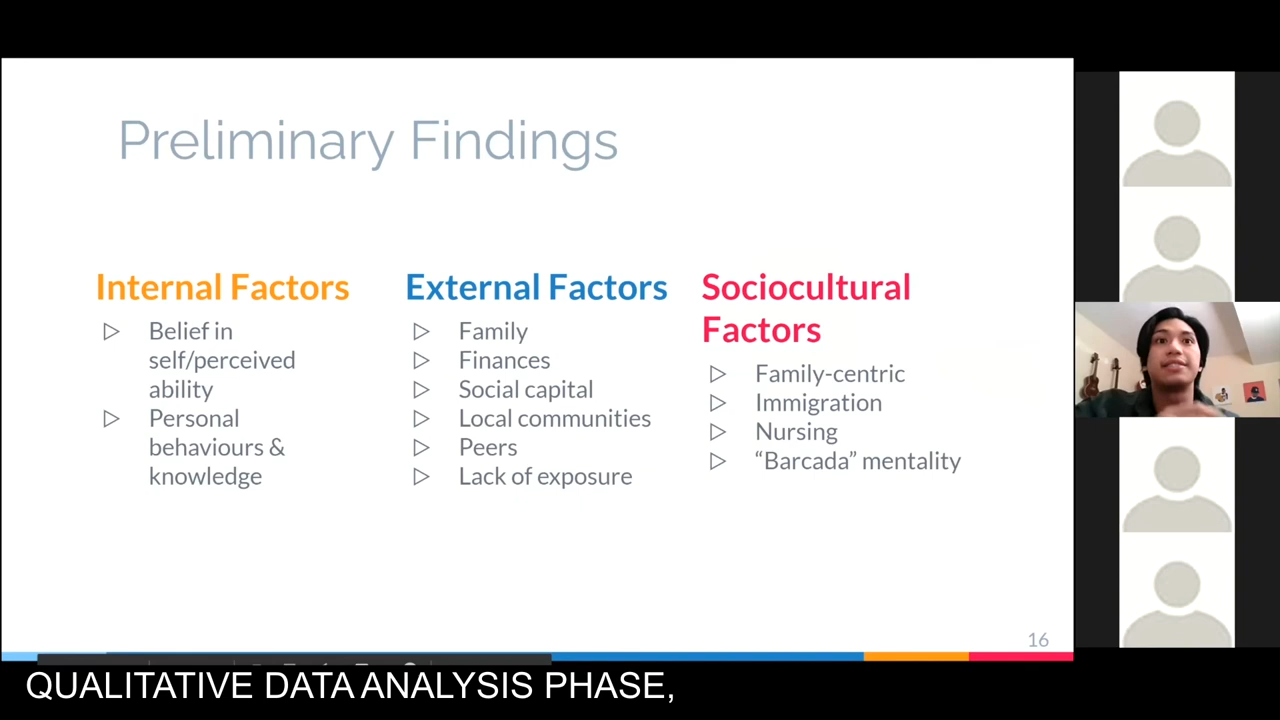 Preliminary Findings
Internal Factors
Belief in
self/perceived
ability
Personal
behaviours &
knowledge
External Factors
Family
Finances
Social capital
Local communities
Peers
Lack of exposure
Sociocultural
Factors
Family-centric
Immigration
Nursing
“Barcada” mentality
16
QUALITATIVE DATA ANALYSIS PHASE,